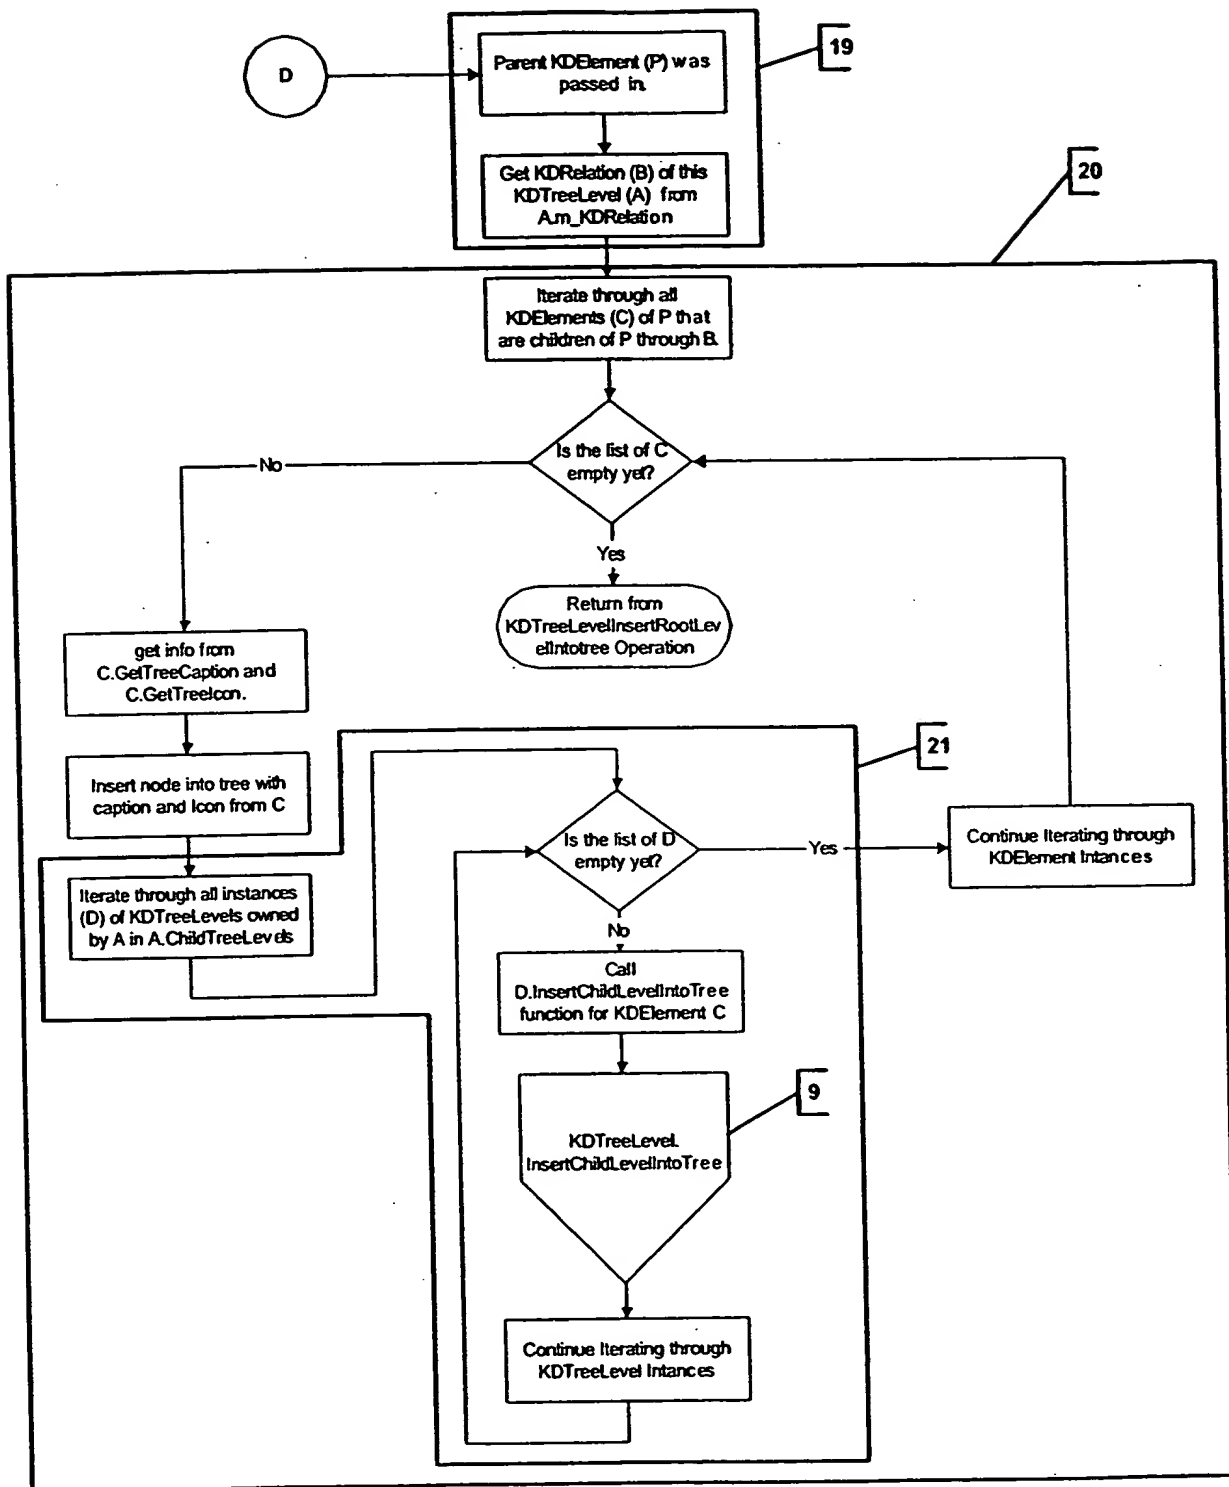 19
D
Parent KDElement (P) was
passed in.
Get KDRelation (B) of this
KDTreeLevel (A) from
A.m_KDRelation
20
Iterate through all
KDElements (C) of P that
are children of P through B.
Is the list of C
empty yet?
No
Yes
Return from
KDTreeLevelInsertRootLev
elIntotree Operation
get info from
C.GetTreeCaption and
C.GetTreeIcon.
21
Insert node into tree with
caption and Icon from C
Is the list of D
empty yet?
Yes
Continue Iterating through
KDElement Intances
Iterate through all instances
(D) of KDTreeLevels owned
by A in A.ChildTreeLevels
No
Call
D.InsertChildLevelIntoTree
function for KDElement C
9
KDTreeLevel.
InsertChildLevelIntoTree
Continue Iterating through
KDTreeLevel Intances